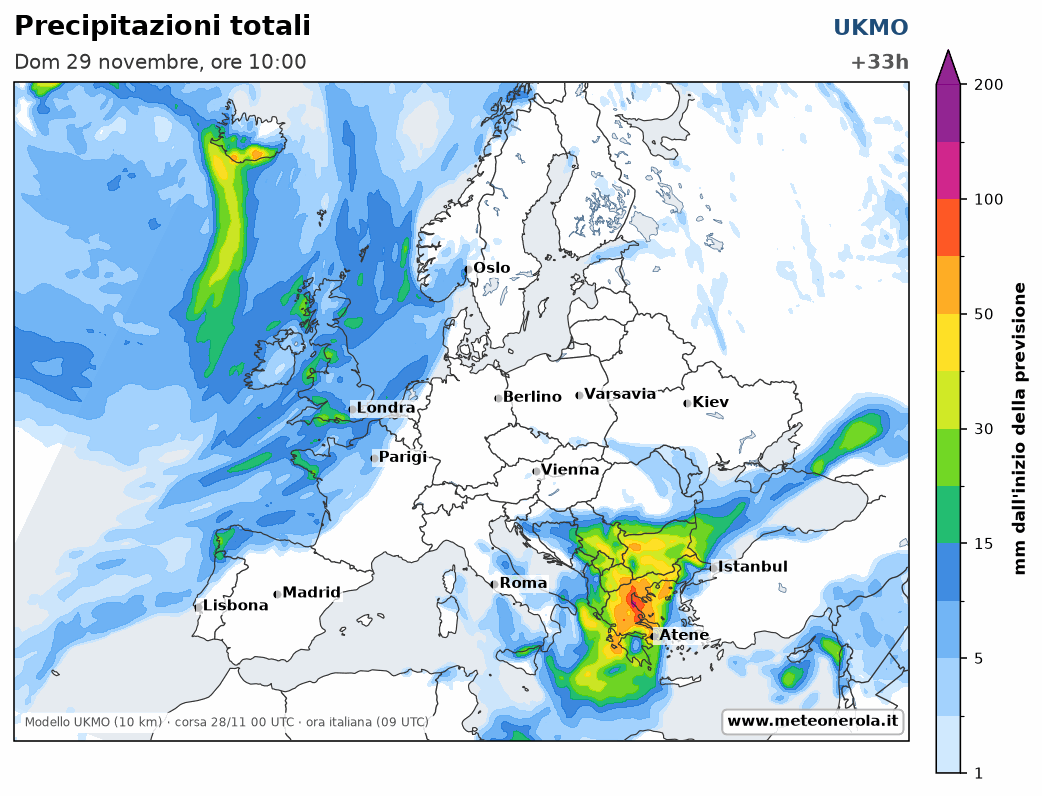 Precipitazioni totali
UKMO
Dom 29 novembre, ore 10:00
+33h
200
100
50
30
15
5
1
mm dall'inizio della previsione
Oslo
Londra
Berlino
Varsavia
Kiev
Parigi
Vienna
Roma
Istanbul
Madrid
Lisbona
Atene
Modello UKMO (10 km) · corsa 28/11 00 UTC · ora italiana (09 UTC)
www.meteonerola.it